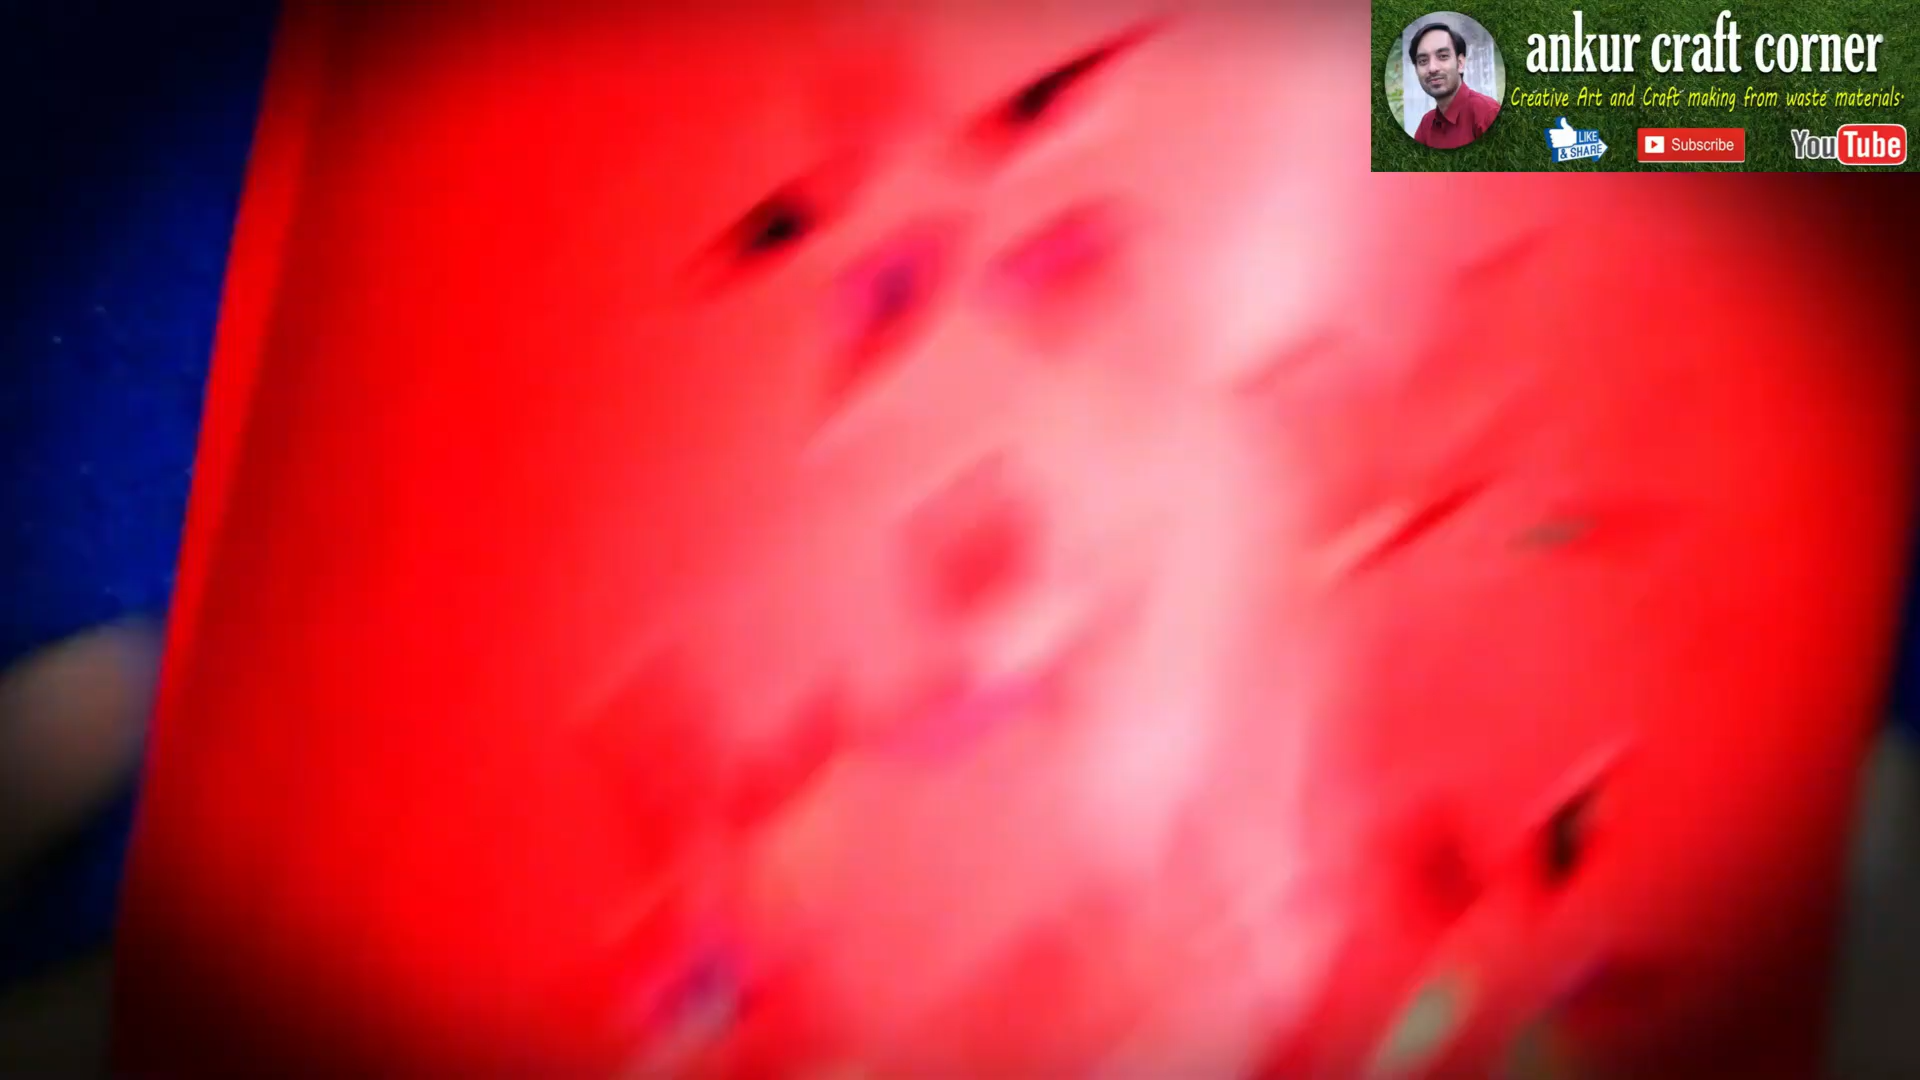 ankur craft corner
Creative Art and Craft making from waste materials.
LIKE
& SHARE
Subscribe
YouTube